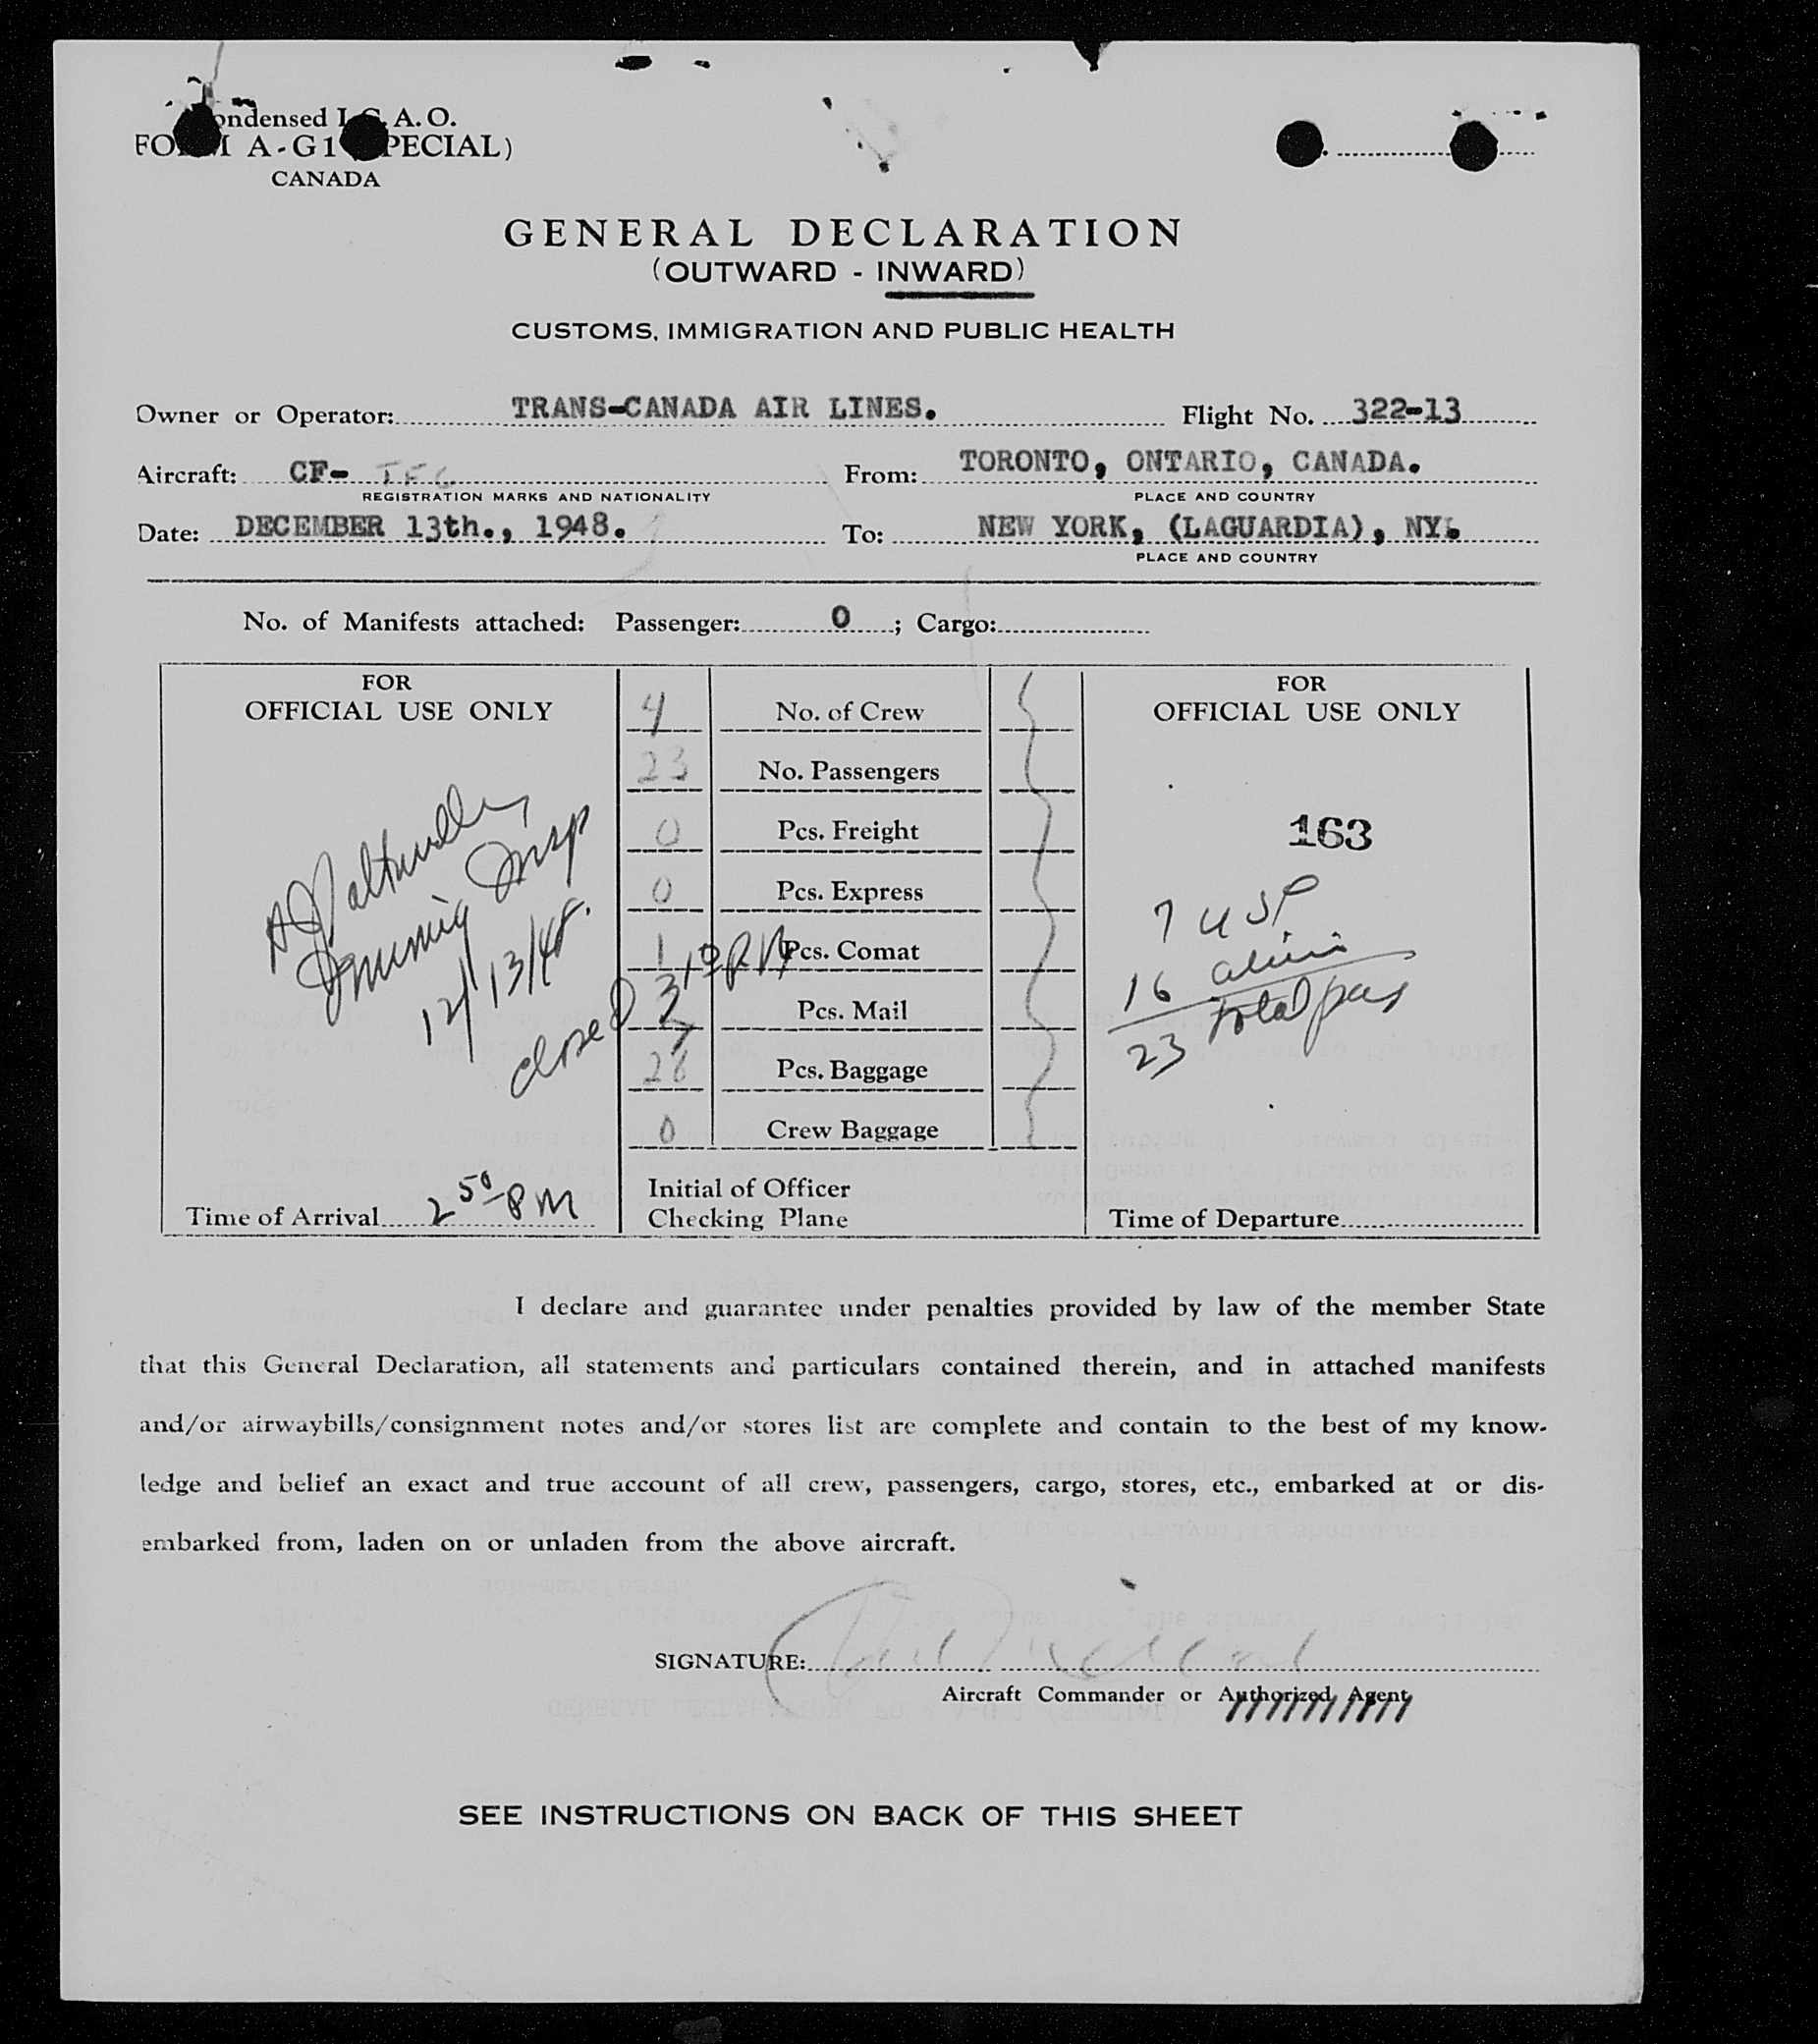 Condensed I.C.A.O.
FORM A-G1 (SPECIAL)
CANADA
GENERAL DECLARATION
(OUTWARD - INWARD)
CUSTOMS, IMMIGRATION AND PUBLIC HEALTH
Owner or Operator: TRANS-CANADA AIR LINES. Flight No. 322-13
Aircraft: CF- From: TORONTO, ONTARIO, CANADA.
REGISTRATION MARKS AND NATIONALITY PLACE AND COUNTRY
Date: DECEMBER 13th., 1948. To: NEW YORK, (LAGUARDIA), NY.
PLACE AND COUNTRY
No. of Manifests attached: Passenger: 0 ; Cargo:
FOR OFFICIAL USE ONLY
Immig Insp
12/13/48.
closed 3 10 PM
Time of Arrival 2 50 PM
4 No. of Crew
23 No. Passengers
0 Pcs. Freight
0 Pcs. Express
1 Pcs. Comat
Pcs. Mail
28 Pcs. Baggage
0 Crew Baggage
Initial of Officer
Checking Plane
FOR
OFFICIAL USE ONLY
163
7 USP
16 alien
23 total pass
Time of Departure
I declare and guarantee under penalties provided by law of the member State
that this General Declaration, all statements and particulars contained therein, and in attached manifests
and/or airwaybills/consignment notes and/or stores list are complete and contain to the best of my know-
ledge and belief an exact and true account of all crew, passengers, cargo, stores, etc., embarked at or dis-
embarked from, laden on or unladen from the above aircraft.
SIGNATURE:
Aircraft Commander or Authorized Agent
SEE INSTRUCTIONS ON BACK OF THIS SHEET